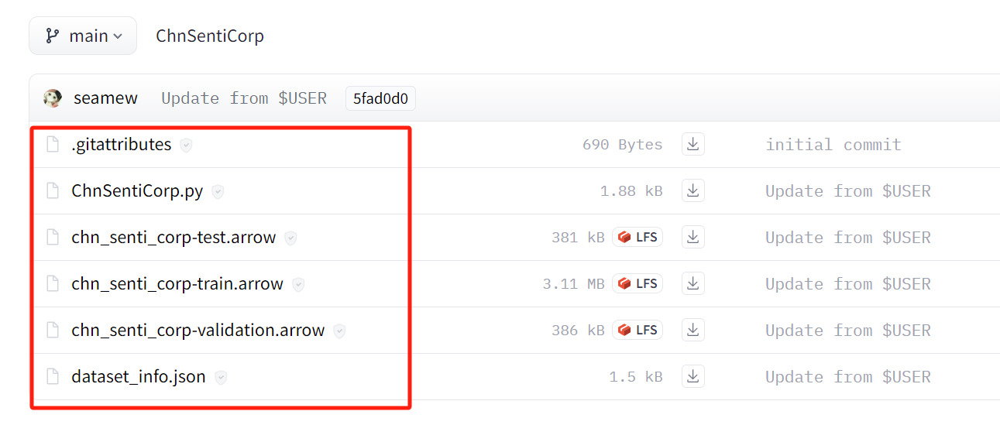 main ChnSentiCorp
seamew Update from $USER 5fad0d0
.gitattributes 690 Bytes initial commit
ChnSentiCorp.py 1.88 kB Update from $USER
chn_senti_corp-test.arrow 381 kB LFS Update from $USER
chn_senti_corp-train.arrow 3.11 MB LFS Update from $USER
chn_senti_corp-validation.arrow 386 kB LFS Update from $USER
dataset_info.json 1.5 kB Update from $USER